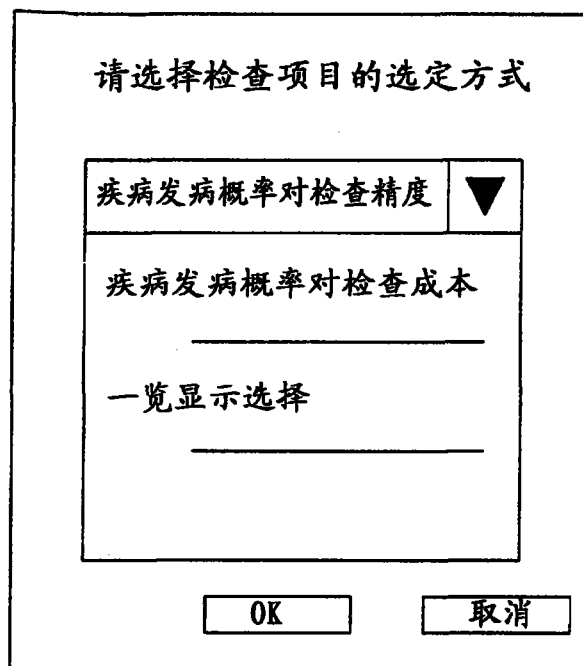 请选择检查项目的选定方式
疾病发病概率对检查精度
疾病发病概率对检查成本
一览显示选择
OK
取消